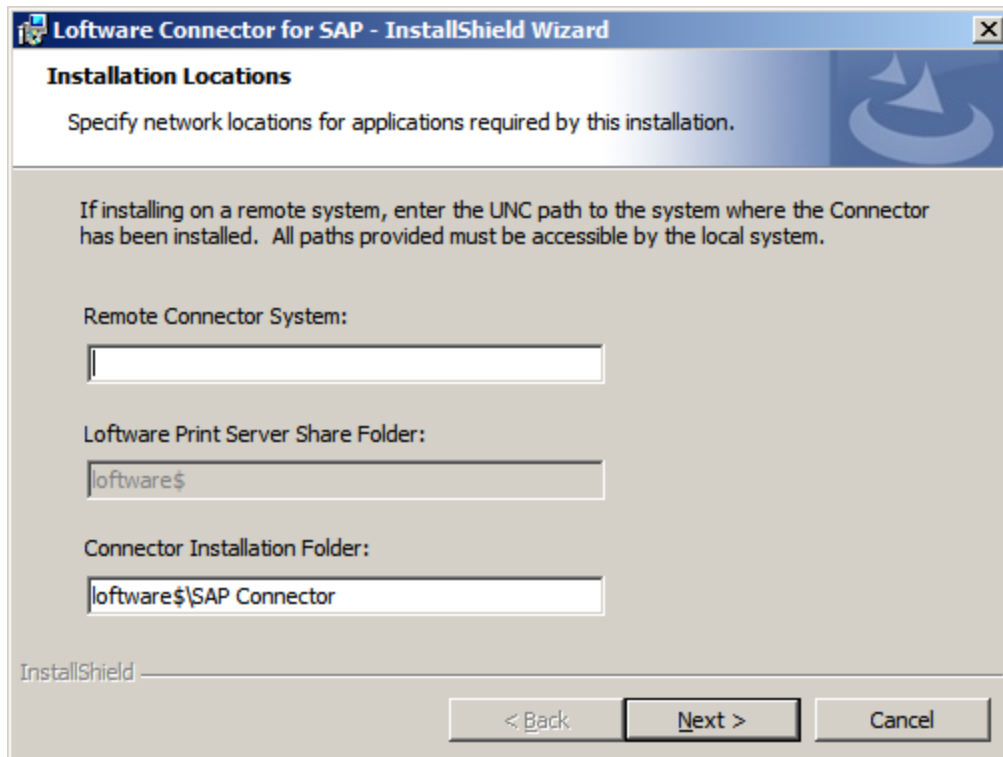 Loftware Connector for SAP - InstallShield Wizard
Installation Locations
Specify network locations for applications required by this installation.
If installing on a remote system, enter the UNC path to the system where the Connector
has been installed.  All paths provided must be accessible by the local system.
Remote Connector System:
Loftware Print Server Share Folder:
loftware$
Connector Installation Folder:
loftware$\SAP Connector
InstallShield
< Back
Next >
Cancel